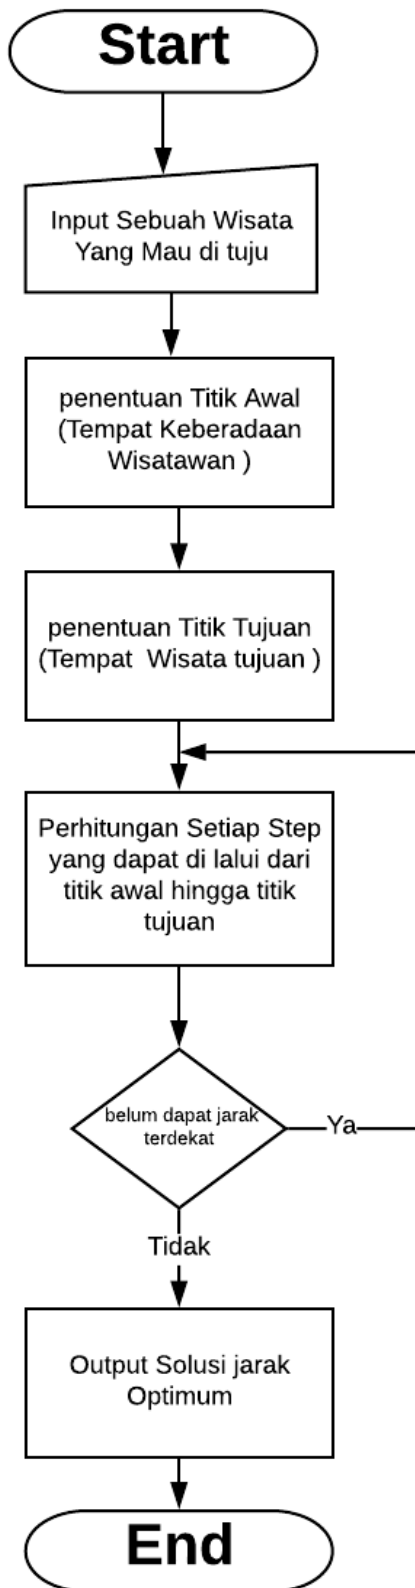 Start
Input Sebuah Wisata
Yang Mau di tuju
penentuan Titik Awal
(Tempat Keberadaan
Wisatawan )
penentuan Titik Tujuan
(Tempat  Wisata tujuan )
Perhitungan Setiap Step
yang dapat di lalui dari
titik awal hingga titik
tujuan
belum dapat jarak
terdekat
Ya
Tidak
Output Solusi jarak
Optimum
End